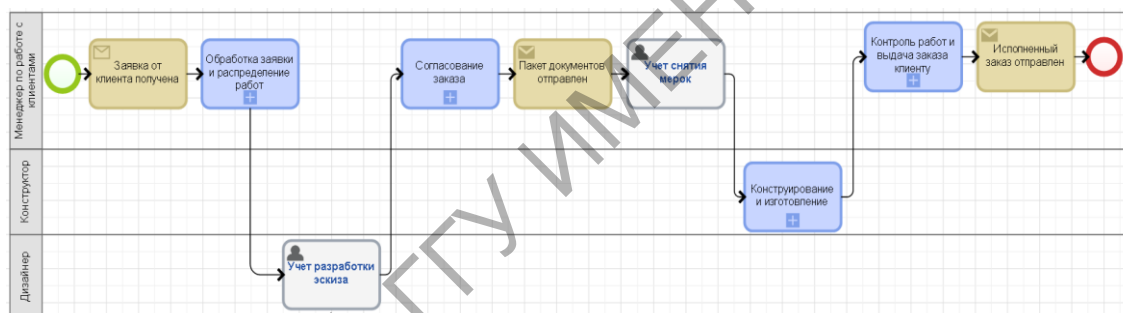 Менеджер по работе с
клиентами
Заявка от
клиента получена
Обработка заявки
и распределение
работ
Согласование
заказа
Пакет документов
отправлен
Учет снятия
мерок
Контроль работ и
выдача заказа
клиенту
Исполненный
заказ отправлен
Конструктор
Конструирование
и изготовление
Дизайнер
Учет разработки
эскиза
ГГУ ИМЕН